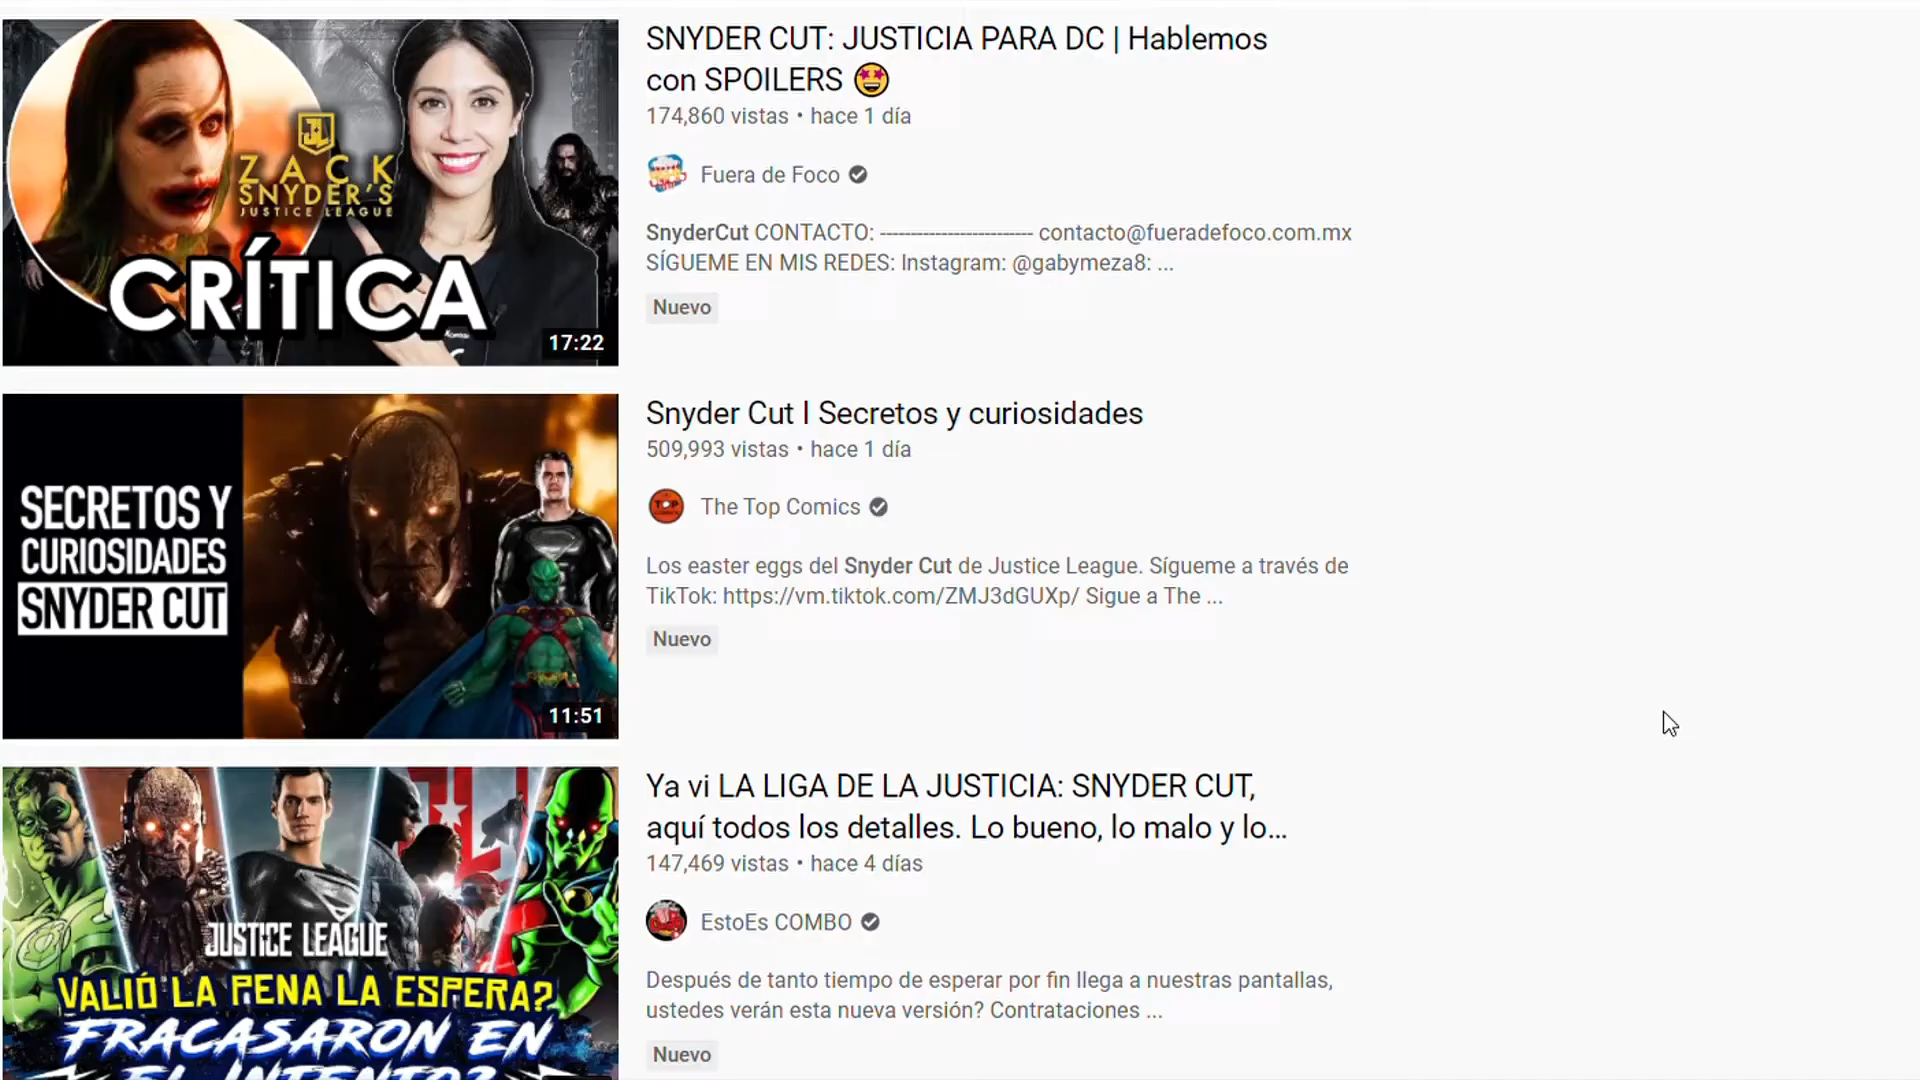 ZACK
SNYDER'S
JUSTICE LEAGUE
CRÍTICA
17:22
SNYDER CUT: JUSTICIA PARA DC | Hablemos
con SPOILERS 🤩
174,860 vistas • hace 1 día
Fuera de Foco
SnyderCut CONTACTO: ------------------------- contacto@fueradefoco.com.mx
SÍGUEME EN MIS REDES: Instagram: @gabymeza8: ...
Nuevo
SECRETOS Y
CURIOSIDADES
SNYDER CUT
11:51
Snyder Cut l Secretos y curiosidades
509,993 vistas • hace 1 día
TOP
The Top Comics
Los easter eggs del Snyder Cut de Justice League. Sígueme a través de
TikTok: https://vm.tiktok.com/ZMJ3dGUXp/ Sigue a The ...
Nuevo
JUSTICE LEAGUE
VALIÓ LA PENA LA ESPERA?
FRACASARON EN
EL INTENTO?
Ya vi LA LIGA DE LA JUSTICIA: SNYDER CUT,
aquí todos los detalles. Lo bueno, lo malo y lo...
147,469 vistas • hace 4 días
EstoEs COMBO
Después de tanto tiempo de esperar por fin llega a nuestras pantallas,
ustedes verán esta nueva versión? Contrataciones ...
Nuevo